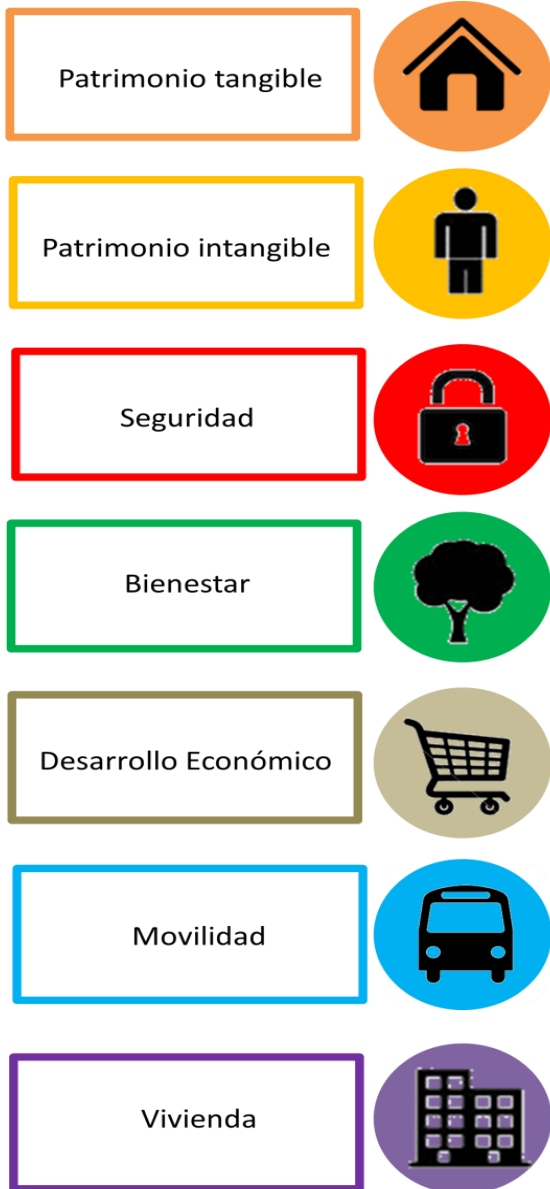 Patrimonio tangible
Patrimonio intangible
Seguridad
Bienestar
Desarrollo Económico
Movilidad
Vivienda